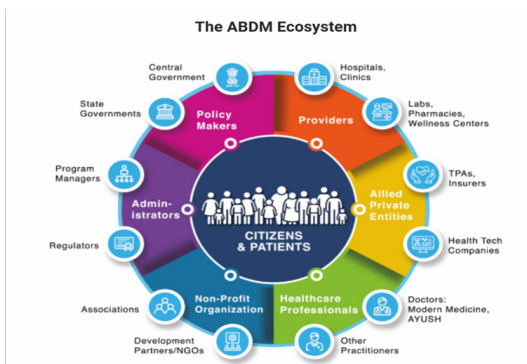 The ABDM Ecosystem
Central
Government
Hospitals,
Clinics
State
Governments
Labs,
Pharmacies,
Wellness Centers
Policy
Makers
Providers
Program
Managers
TPAs,
Insurers
Admin-
istrators
Allied
Private
Entities
CITIZENS
& PATIENTS
Regulators
Health Tech
Companies
Non-Profit
Organization
Healthcare
Professionals
Associations
Doctors:
Modern Medicine,
AYUSH
Development
Partners/NGOs
Other
Practitioners